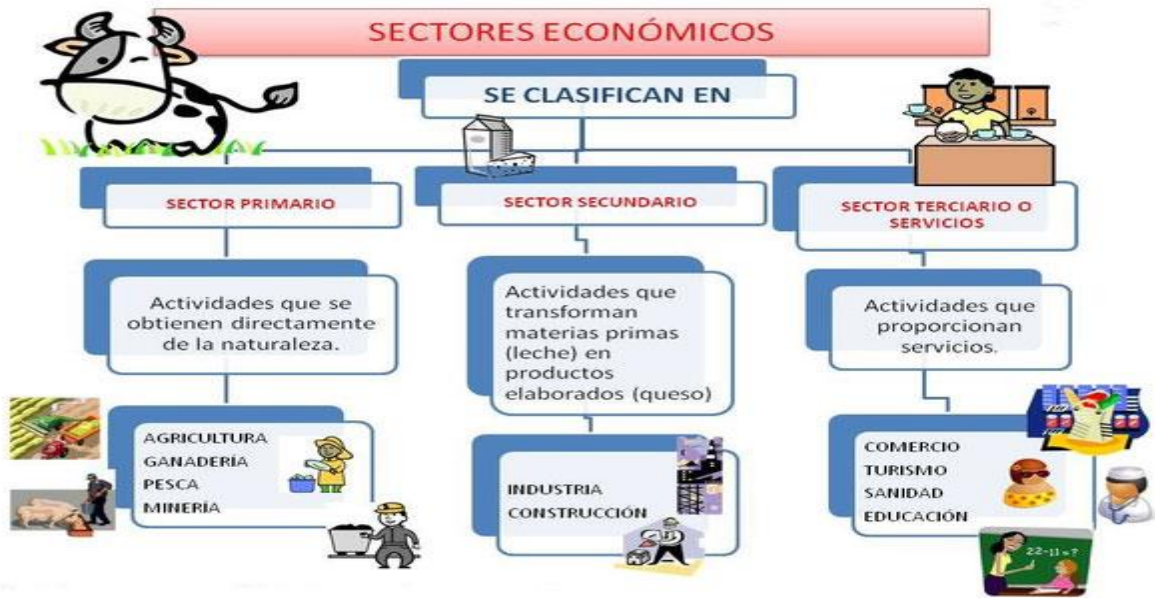 SECTORES ECONÓMICOS
SE CLASIFICAN EN
SECTOR PRIMARIO
Actividades que se
obtienen directamente
de la naturaleza.
AGRICULTURA
GANADERÍA
PESCA
MINERÍA
SECTOR SECUNDARIO
Actividades que
transforman
materias primas
(leche) en
productos
elaborados (queso)
INDUSTRIA
CONSTRUCCIÓN
SECTOR TERCIARIO O
SERVICIOS
Actividades que
proporcionan
servicios.
COMERCIO
TURISMO
SANIDAD
EDUCACIÓN
22-11=?